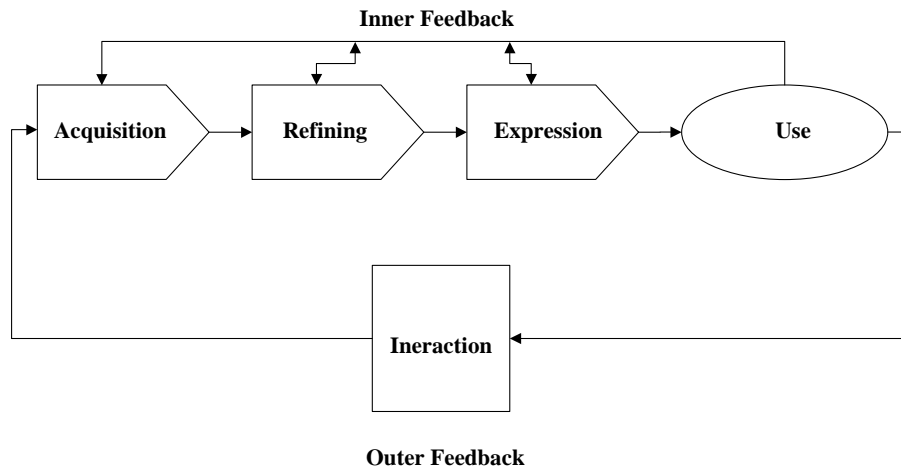 Inner Feedback
Acquisition
Refining
Expression
Use
Ineraction
Outer Feedback